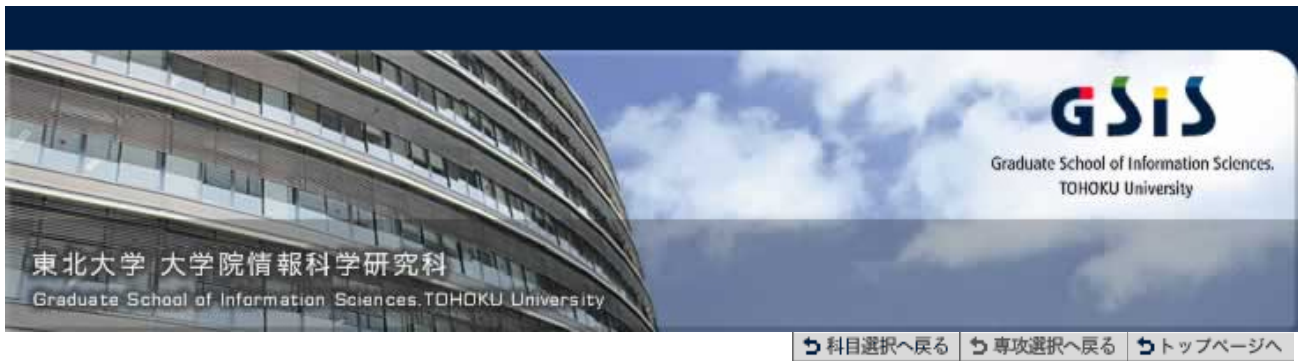 GSiS
Graduate School of Information Sciences.
TOHOKU University
東北大学 大学院情報科学研究科
Graduate School of Information Sciences.TOHOKU University
科目選択へ戻る 専攻選択へ戻る トップページへ